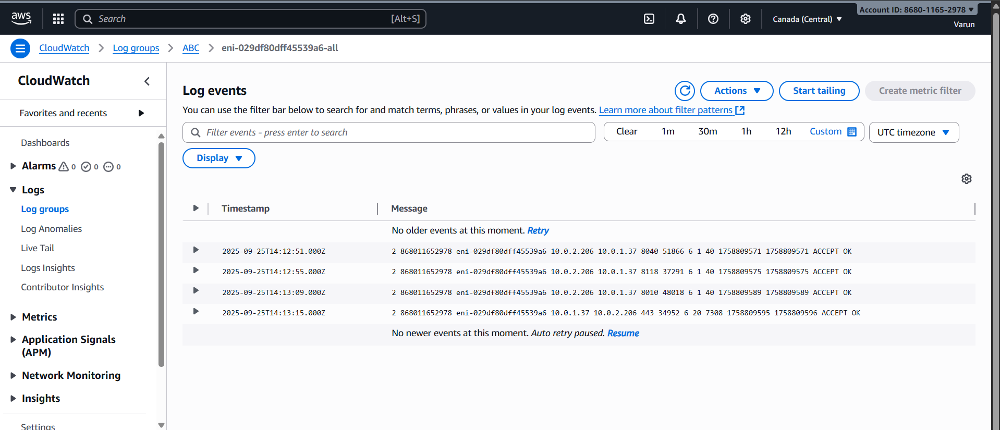 aws
Search [Alt+S]
Canada (Central)
Account ID: 8680-1165-2978
Varun
CloudWatch Log groups ABC eni-029df80dff45539a6-all
CloudWatch
Favorites and recents
Dashboards
Alarms 0 0 0
Logs
Log groups
Log Anomalies
Live Tail
Logs Insights
Contributor Insights
Metrics
Application Signals
(APM)
Network Monitoring
Insights
Settings
Log events
Actions Start tailing Create metric filter
You can use the filter bar below to search for and match terms, phrases, or values in your log events. Learn more about filter patterns
Filter events - press enter to search
Clear 1m 30m 1h 12h Custom UTC timezone
Display
Timestamp Message
No older events at this moment. Retry
2025-09-25T14:12:51.000Z 2 868011652978 eni-029df80dff45539a6 10.0.2.206 10.0.1.37 8040 51866 6 1 40 1758809571 1758809571 ACCEPT OK
2025-09-25T14:12:55.000Z 2 868011652978 eni-029df80dff45539a6 10.0.2.206 10.0.1.37 8118 37291 6 1 40 1758809575 1758809575 ACCEPT OK
2025-09-25T14:13:09.000Z 2 868011652978 eni-029df80dff45539a6 10.0.2.206 10.0.1.37 8010 48018 6 1 40 1758809589 1758809589 ACCEPT OK
2025-09-25T14:13:15.000Z 2 868011652978 eni-029df80dff45539a6 10.0.1.37 10.0.2.206 443 34952 6 20 7308 1758809595 1758809596 ACCEPT OK
No newer events at this moment. Auto retry paused. Resume